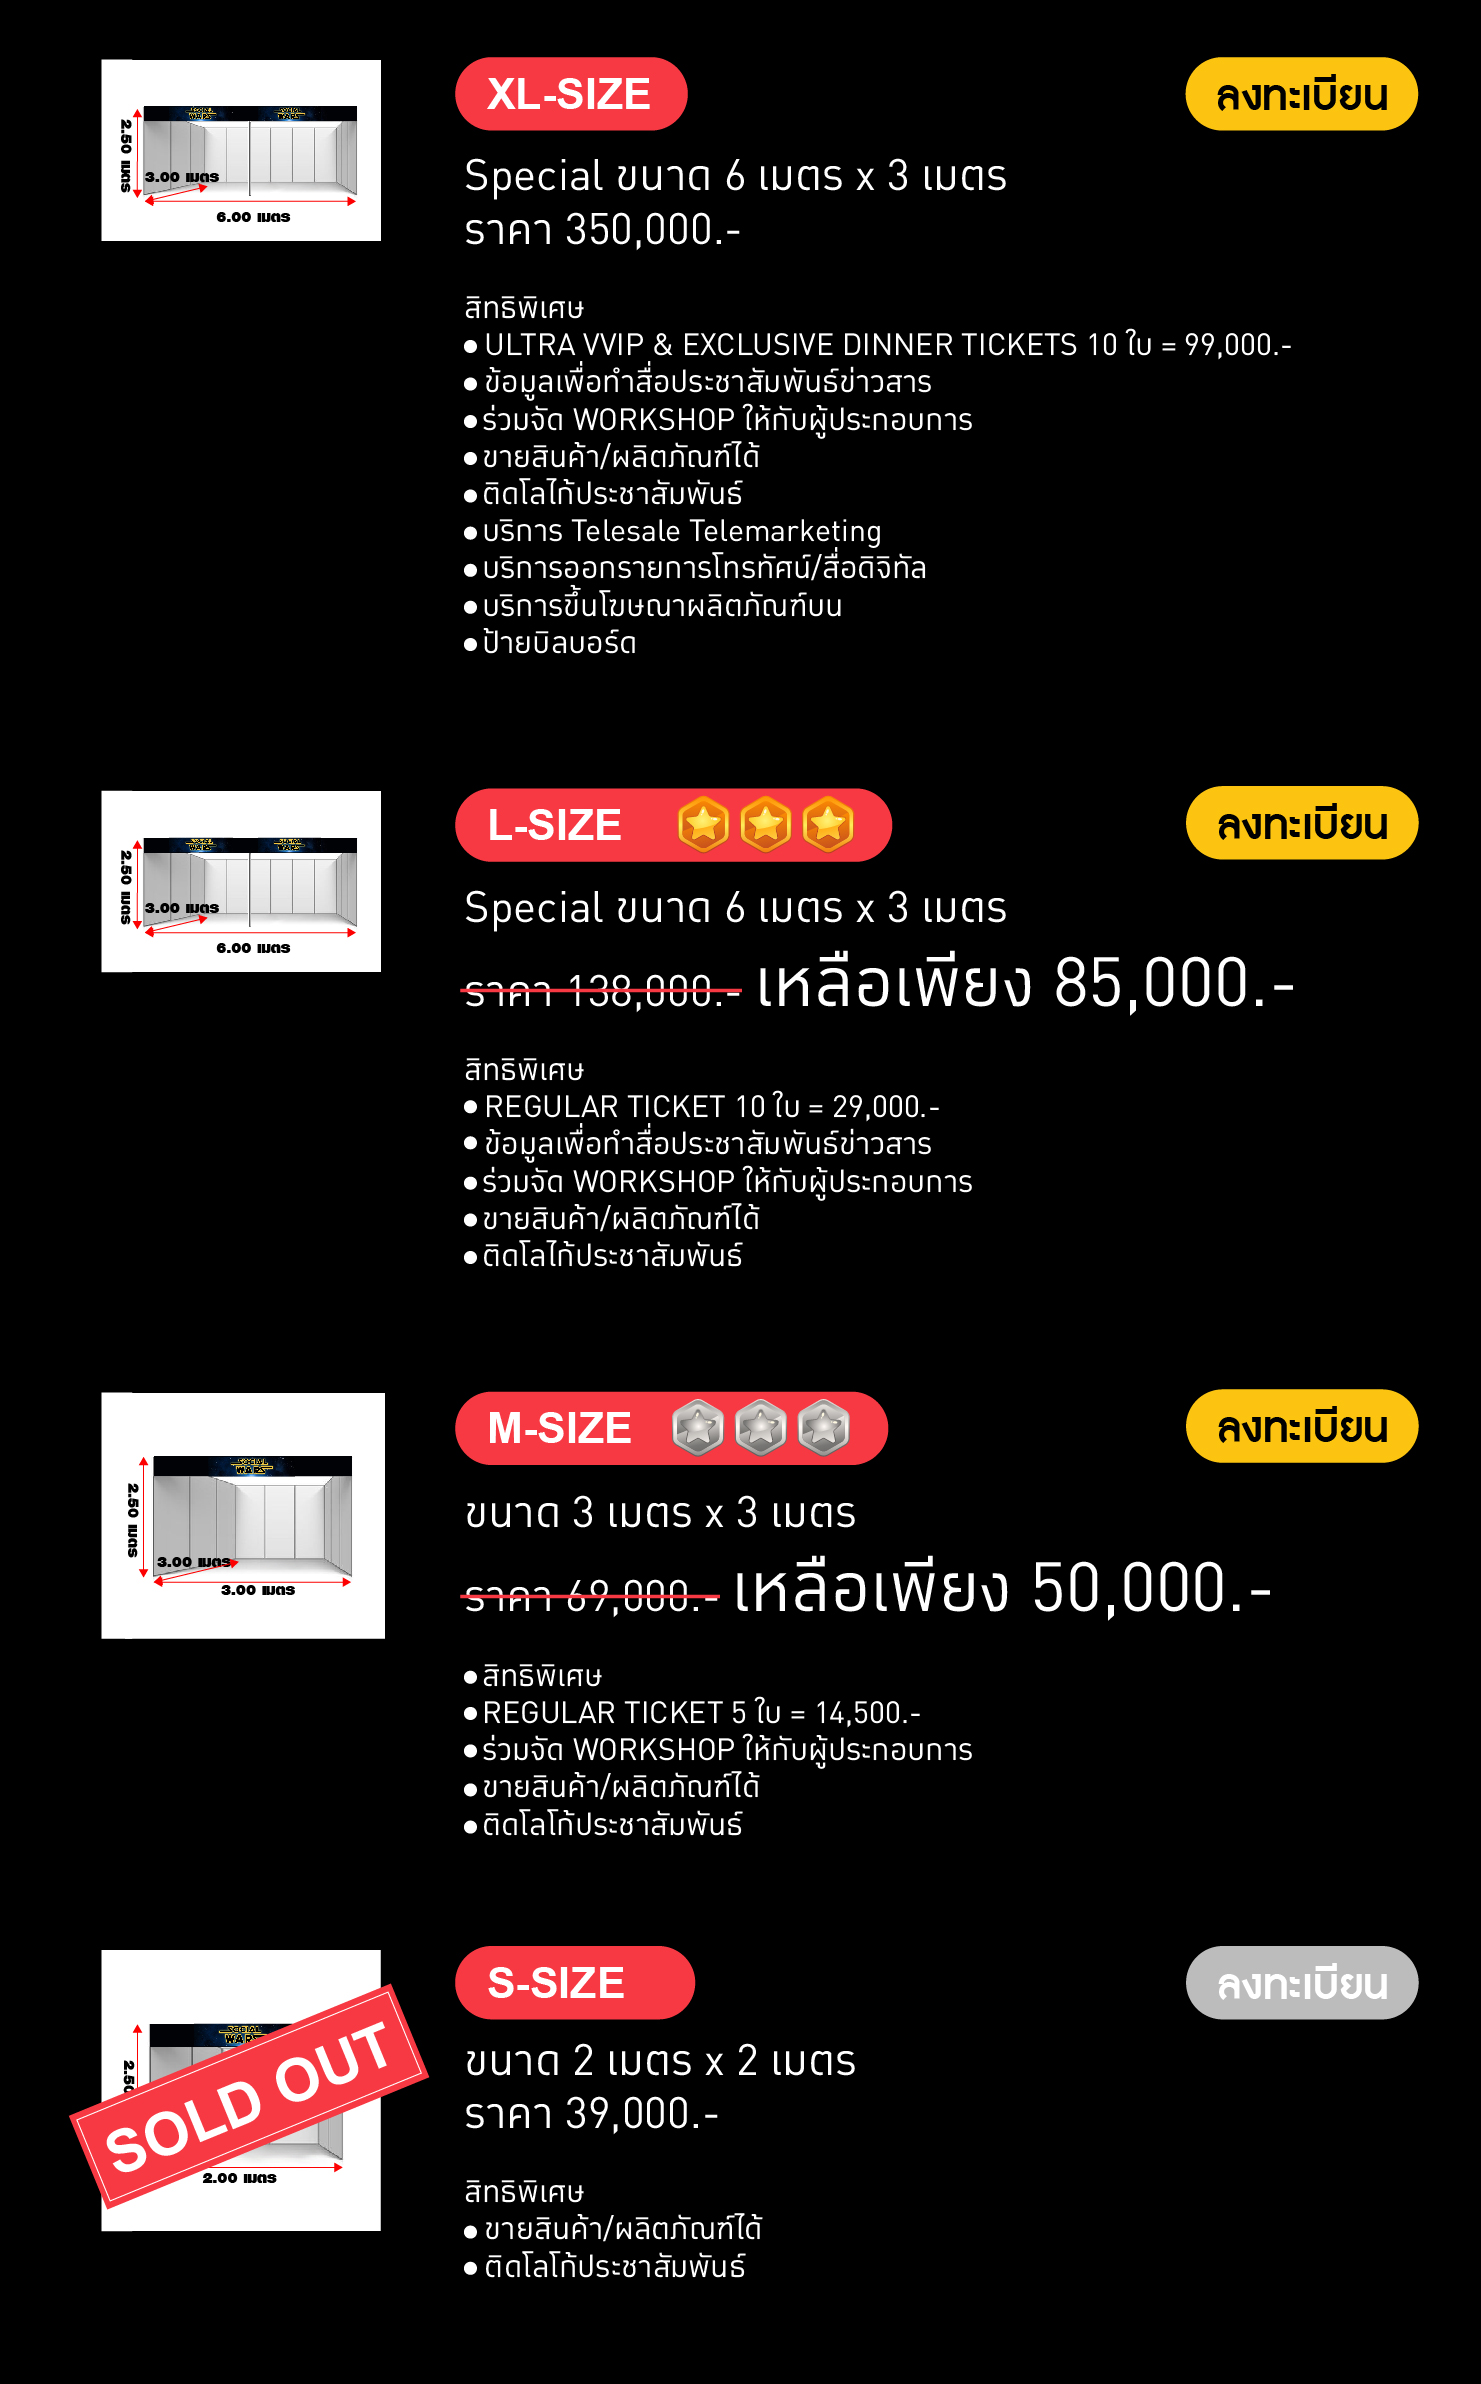 XL-SIZE
ลงทะเบียน
SOCIAL WARS SOCIAL WARS
2.50 เมตร
3.00 เมตร
6.00 เมตร
Special ขนาด 6 เมตร x 3 เมตร
ราคา 350,000.-
สิทธิพิเศษ
● ULTRA VVIP & EXCLUSIVE DINNER TICKETS 10 ใบ = 99,000.-
● ข้อมูลเพื่อทำสื่อประชาสัมพันธ์ข่าวสาร
● ร่วมจัด WORKSHOP ให้กับผู้ประกอบการ
● ขายสินค้า/ผลิตภัณฑ์ได้
● ติดโลไก้ประชาสัมพันธ์
● บริการ Telesale Telemarketing
● บริการออกรายการโทรทัศน์/สื่อดิจิทัล
● บริการขึ้นโฆษณาผลิตภัณฑ์บน
● ป้ายบิลบอร์ด
L-SIZE
ลงทะเบียน
SOCIAL WARS SOCIAL WARS
2.50 เมตร
3.00 เมตร
6.00 เมตร
Special ขนาด 6 เมตร x 3 เมตร
ราคา 138,000.- เหลือเพียง 85,000.-
สิทธิพิเศษ
● REGULAR TICKET 10 ใบ = 29,000.-
● ข้อมูลเพื่อทำสื่อประชาสัมพันธ์ข่าวสาร
● ร่วมจัด WORKSHOP ให้กับผู้ประกอบการ
● ขายสินค้า/ผลิตภัณฑ์ได้
● ติดโลไก้ประชาสัมพันธ์
M-SIZE
ลงทะเบียน
SOCIAL WARS
2.50 เมตร
3.00 เมตร
3.00 เมตร
ขนาด 3 เมตร x 3 เมตร
ราคา 69,000.- เหลือเพียง 50,000.-
● สิทธิพิเศษ
● REGULAR TICKET 5 ใบ = 14,500.-
● ร่วมจัด WORKSHOP ให้กับผู้ประกอบการ
● ขายสินค้า/ผลิตภัณฑ์ได้
● ติดโลโก้ประชาสัมพันธ์
S-SIZE
ลงทะเบียน
SOCIAL WARS
2.50
SOLD OUT
2.00 เมตร
ขนาด 2 เมตร x 2 เมตร
ราคา 39,000.-
สิทธิพิเศษ
● ขายสินค้า/ผลิตภัณฑ์ได้
● ติดโลโก้ประชาสัมพันธ์